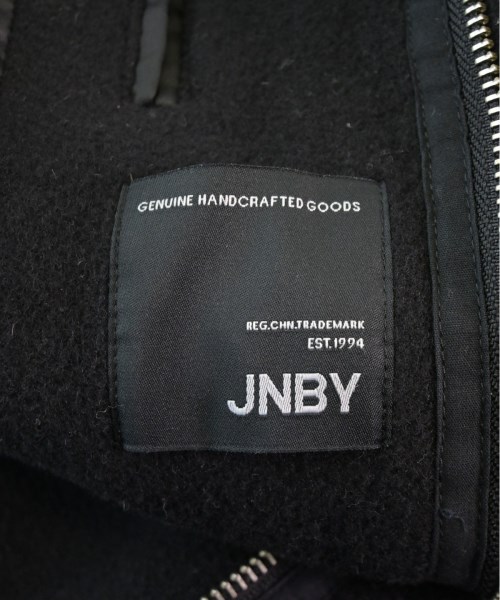 GENUINE HANDCRAFTED GOODS
REG.CHN.TRADEMARK
EST.1994
JNBY